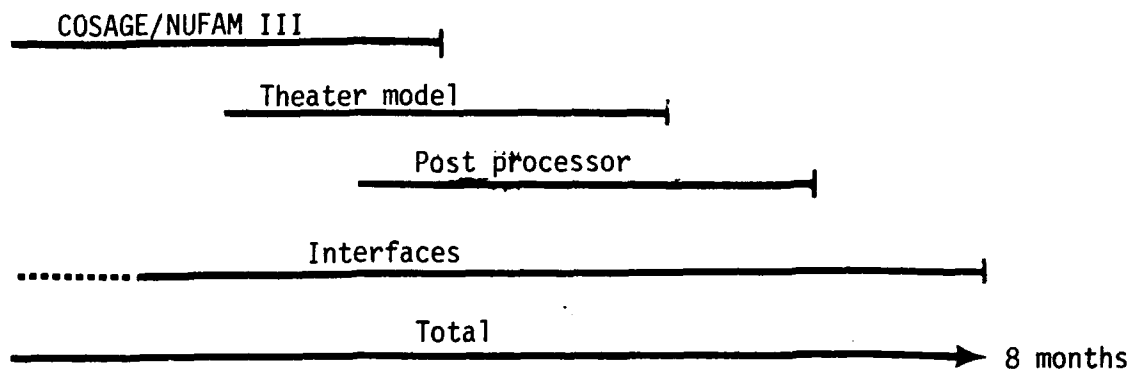 COSAGE/NUFAM III
Theater model
Post processor
Interfaces
Total
8 months